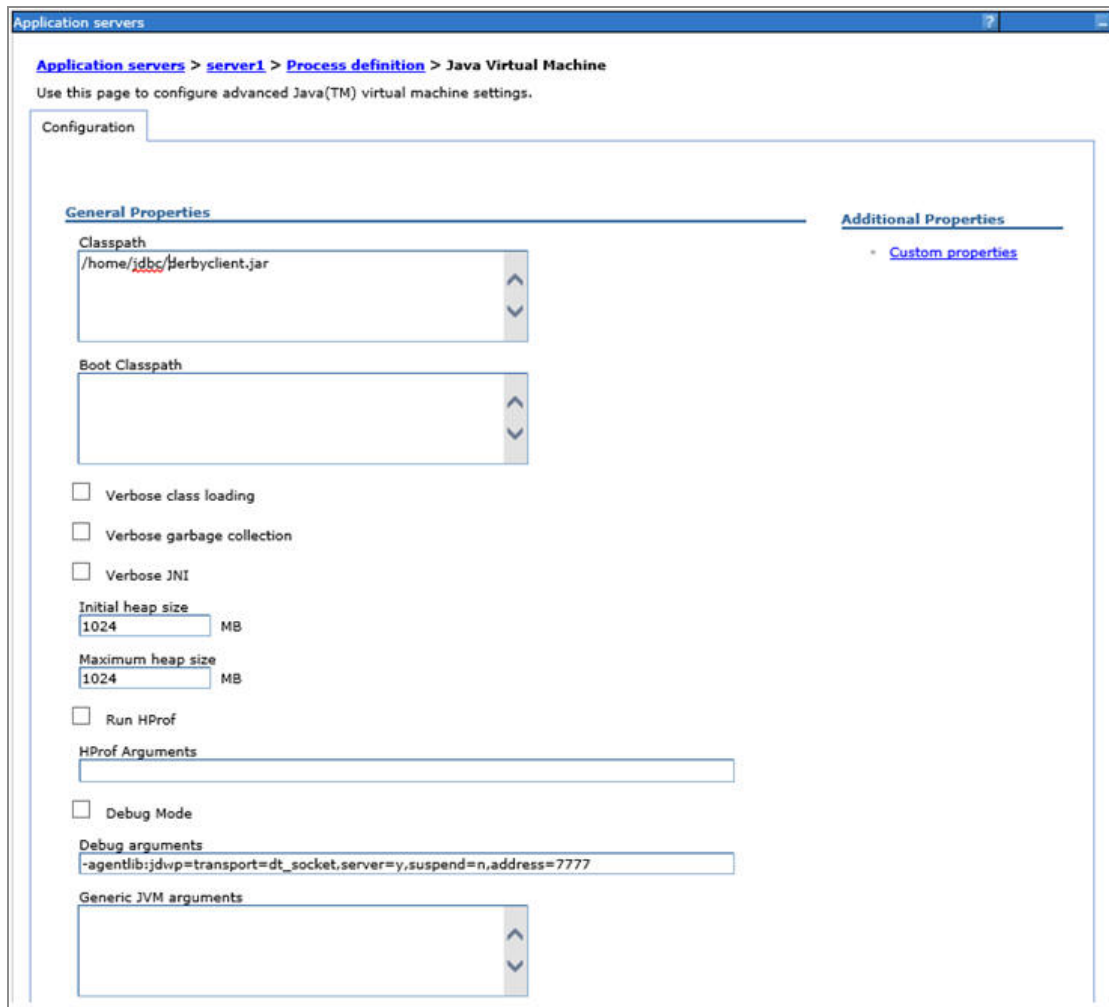 Application servers ?
Application servers > server1 > Process definition > Java Virtual Machine
Use this page to configure advanced Java(TM) virtual machine settings.
Configuration
General Properties
Additional Properties
Classpath
/home/jdbc/derbyclient.jar
Custom properties
Boot Classpath
Verbose class loading
Verbose garbage collection
Verbose JNI
Initial heap size
1024 MB
Maximum heap size
1024 MB
Run HProf
HProf Arguments
Debug Mode
Debug arguments
-agentlib:jdwp=transport=dt_socket,server=y,suspend=n,address=7777
Generic JVM arguments